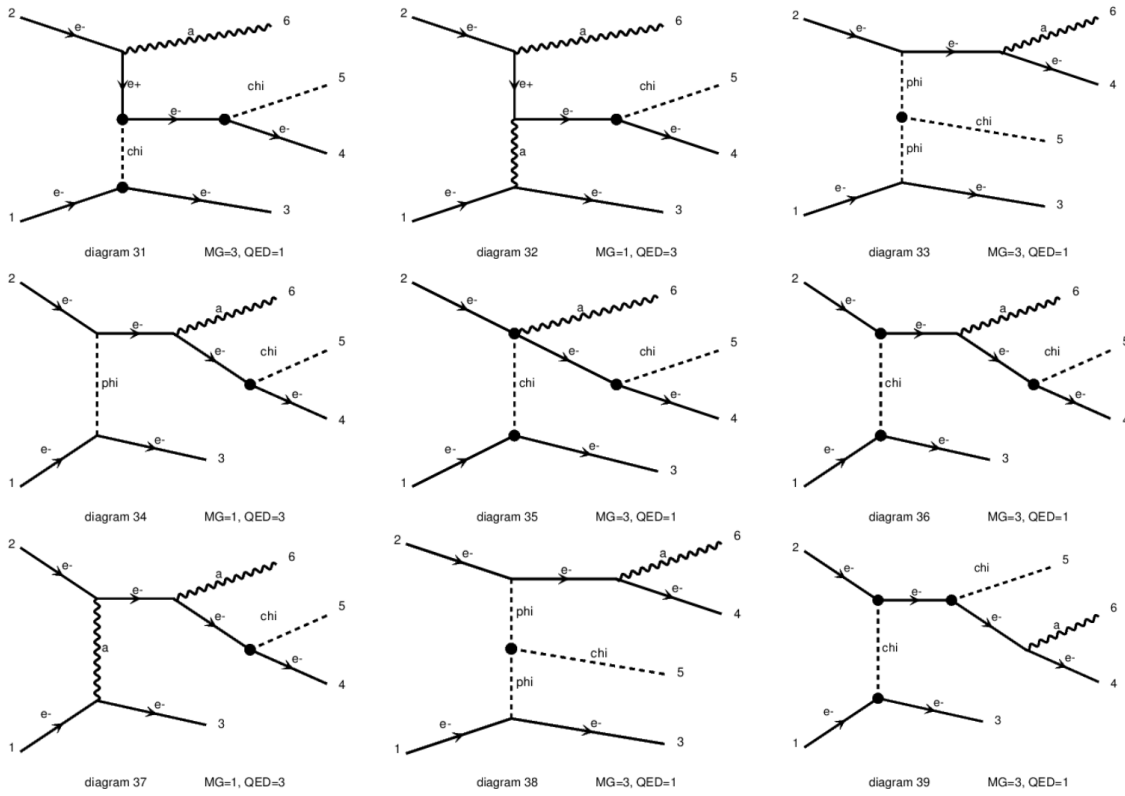 2
e-
a
6
e+
chi
5
e-
e-
4
chi
e-
e-
1
3
diagram 31 MG=3, QED=1
2
e-
a
6
e+
chi
5
e-
e-
4
a
e-
e-
1
3
diagram 32 MG=1, QED=3
2
e-
e-
a
6
e-
4
phi
chi
5
phi
e-
e-
1
3
diagram 33 MG=3, QED=1
2
e-
e-
a
6
e-
chi
5
phi
e-
4
e-
e-
3
1
diagram 34 MG=1, QED=3
2
e-
a
6
e-
chi
5
chi
e-
4
e-
e-
3
1
diagram 35 MG=3, QED=1
2
e-
e-
a
6
e-
chi
5
chi
e-
4
e-
e-
3
1
diagram 36 MG=3, QED=1
2
e-
e-
a
6
e-
chi
5
a
e-
4
e-
e-
3
1
diagram 37 MG=1, QED=3
2
e-
e-
a
6
e-
4
phi
chi
5
phi
e-
e-
1
3
diagram 38 MG=3, QED=1
2
e-
e-
chi
5
e-
a
6
chi
e-
4
e-
e-
3
1
diagram 39 MG=3, QED=1